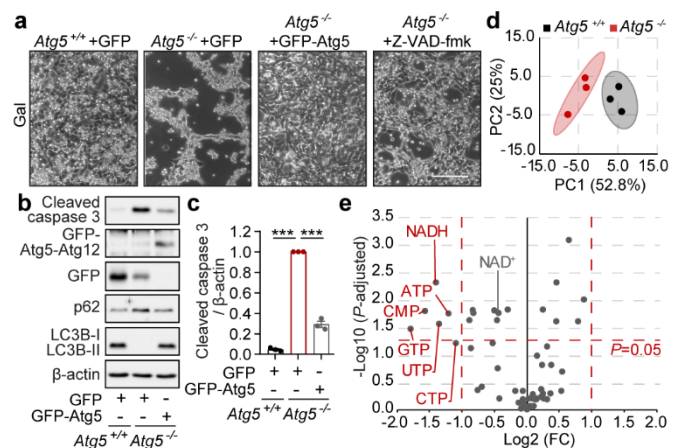 a
Atg5 +/+ +GFP
Atg5 -/- +GFP
Atg5 -/-
+GFP-Atg5
Atg5 -/-
+Z-VAD-fmk
Gal
b
Cleaved
caspase 3
GFP-
Atg5-Atg12
GFP
p62
LC3B-I
LC3B-II
β-actin
GFP + + -
GFP-Atg5 - - +
Atg5 +/+ Atg5 -/-
c
Cleaved caspase 3
/ β-actin
*** ***
1.2
1.0
0.8
0.6
0.4
0.2
0
GFP + + -
GFP-Atg5 - - +
Atg5 +/+ Atg5 -/-
d
Atg5 +/+ Atg5 -/-
PC2 (25%)
15.0
5.0
-5.0
-15.0
-15.0 -5.0 5.0 15.0
PC1 (52.8%)
e
-Log10 (P-adjusted)
3.5
3.0
2.5
2.0
1.5
1.0
0.5
0
NADH
NAD+
ATP
CMP
GTP
UTP
CTP
P=0.05
-2.0 -1.5 -1.0 -0.5 0.0 0.5 1.0 1.5 2.0
Log2 (FC)